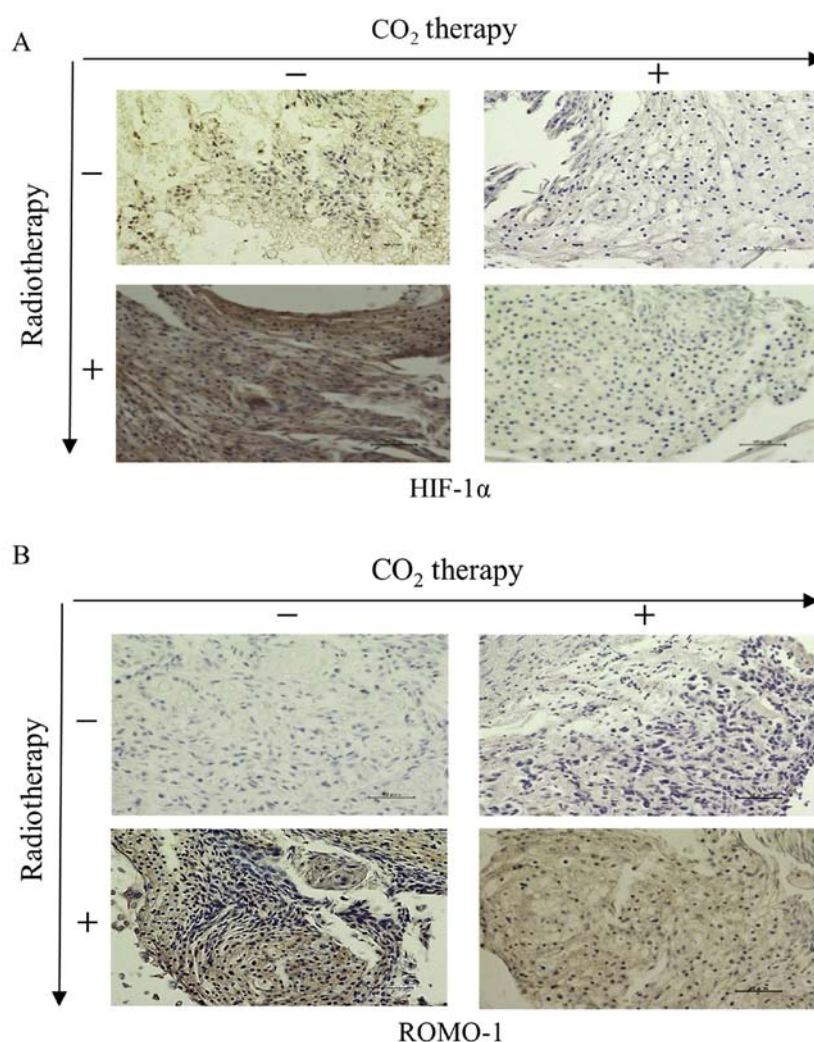 A
CO₂ therapy
− +
Radiotherapy
−
+
HIF-1α
B
CO₂ therapy
− +
Radiotherapy
−
+
ROMO-1